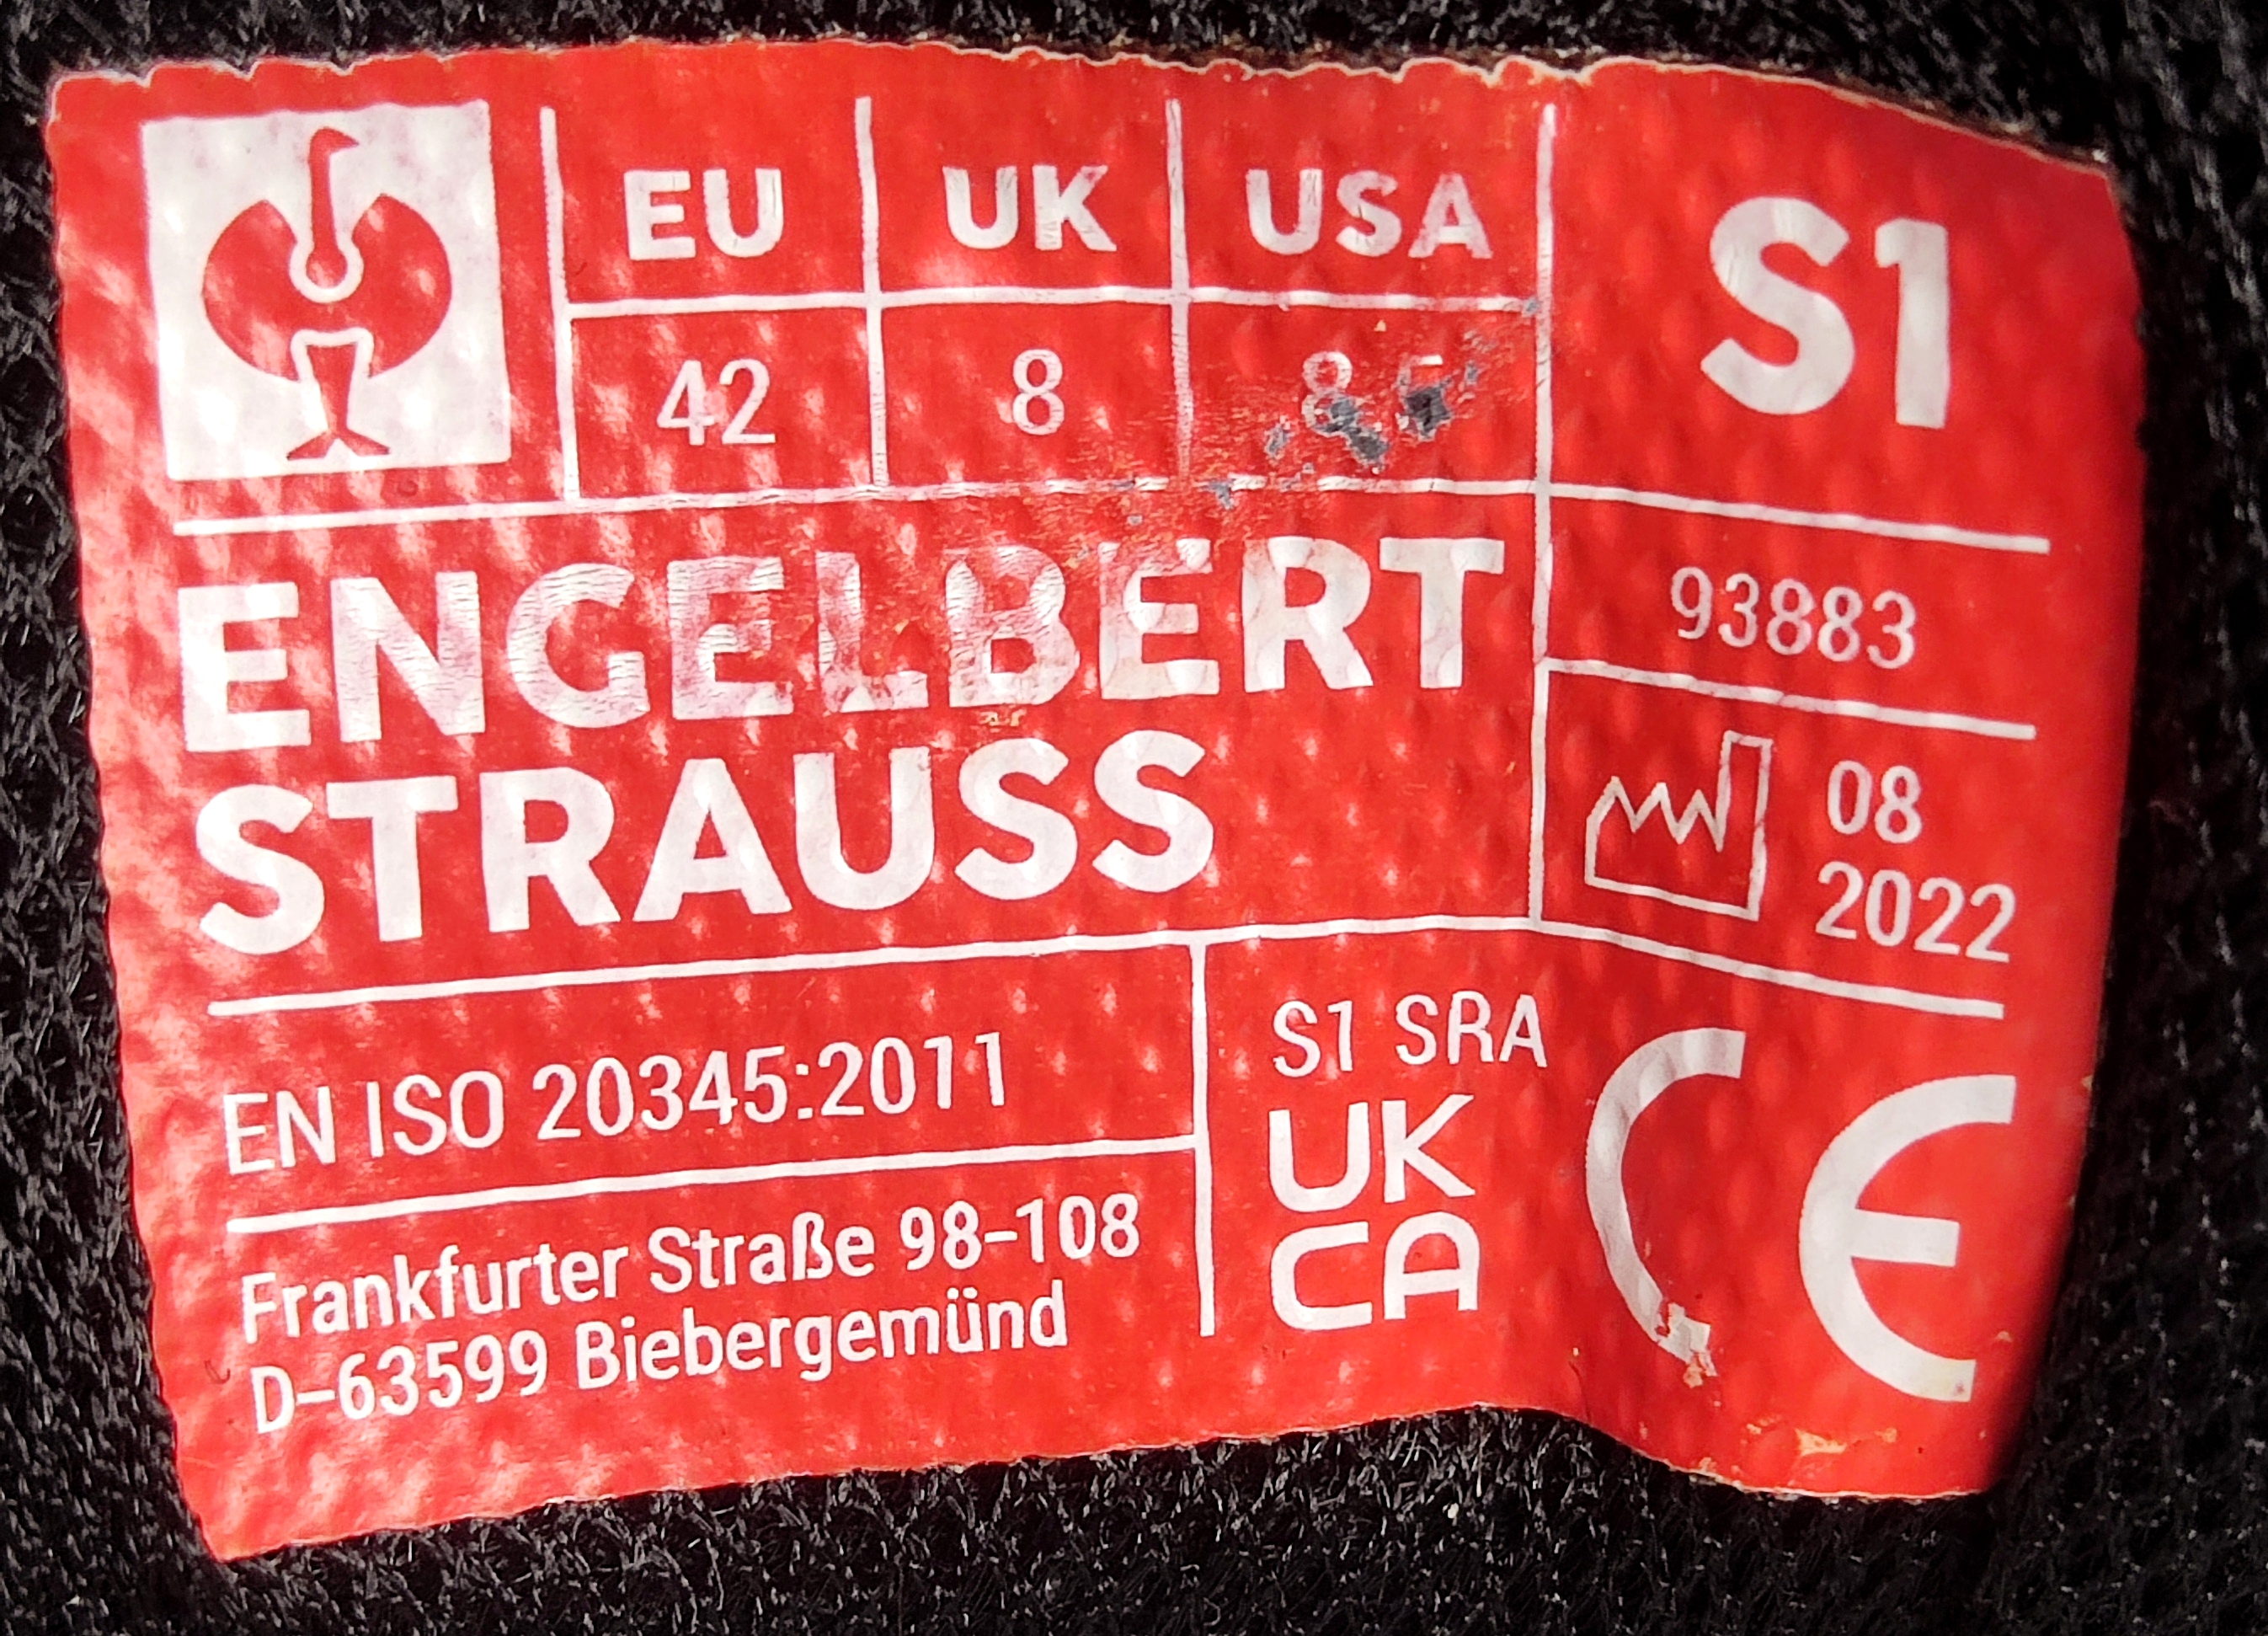 EU UK USA
42 8
S1
ENGELBERT
STRAUSS
93883
08
2022
EN ISO 20345:2011
Frankfurter Straße 98-108
D-63599 Biebergemünd
S1 SRA
UK
CA
CE